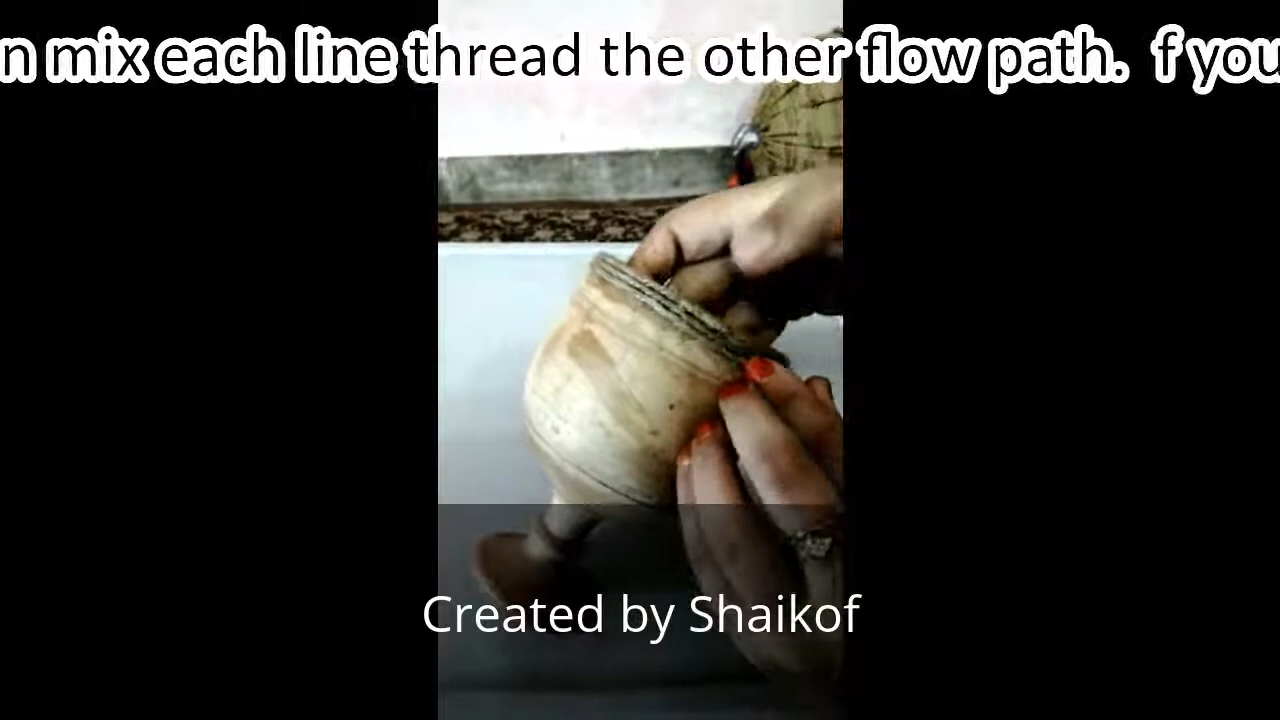 n mix each line thread the other flow path.  f you
Created by Shaikof